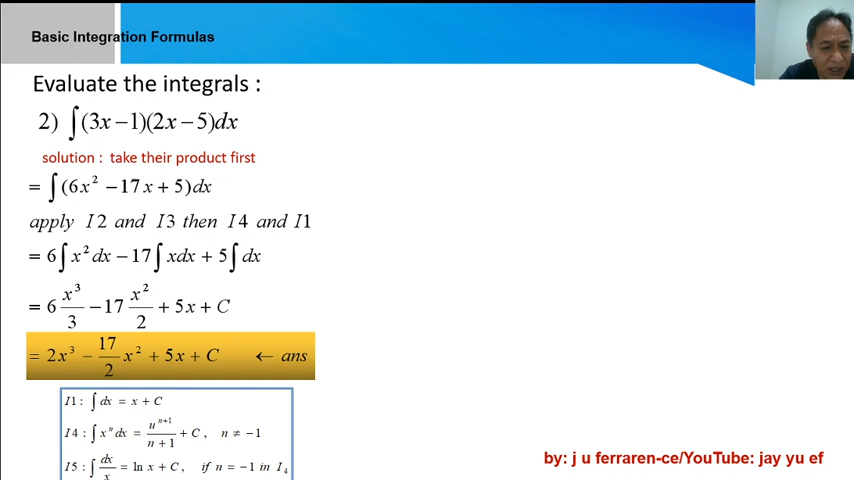 Basic Integration Formulas
Evaluate the integrals :
2) ∫(3x−1)(2x−5)dx
solution : take their product first
= ∫(6x² −17x + 5)dx
apply I2 and I3 then I4 and I1
= 6∫x²dx −17∫xdx + 5∫dx
= 6 x³/3 −17 x²/2 + 5x + C
= 2x³ − 17/2 x² + 5x + C ← ans
I1: ∫dx = x + C
I4: ∫xⁿdx = uⁿ⁺¹/n+1 + C, n ≠ −1
I5: ∫dx/x = ln x + C, if n = −1 in I₄
by: j u ferraren-ce/YouTube: jay yu ef